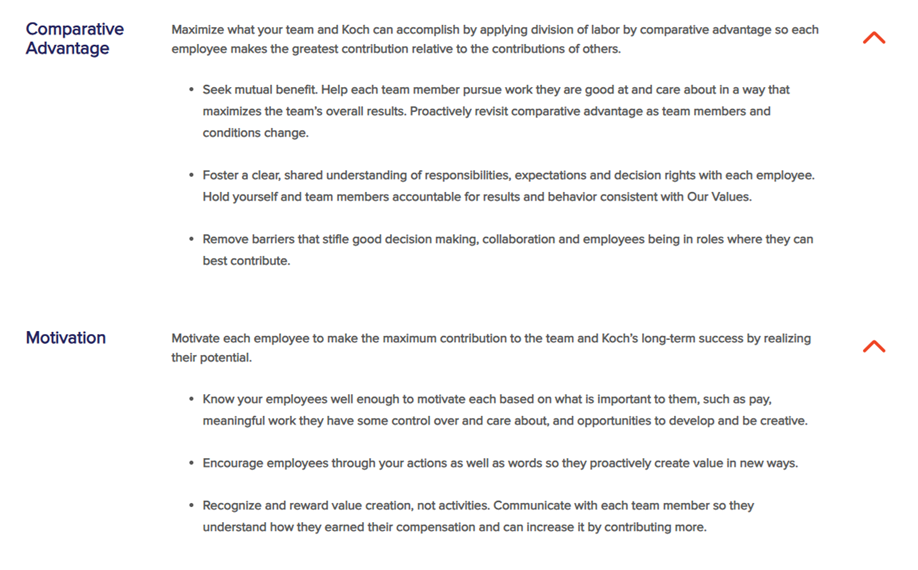 Comparative
Advantage
Maximize what your team and Koch can accomplish by applying division of labor by comparative advantage so each
employee makes the greatest contribution relative to the contributions of others.
• Seek mutual benefit. Help each team member pursue work they are good at and care about in a way that
maximizes the team's overall results. Proactively revisit comparative advantage as team members and
conditions change.
• Foster a clear, shared understanding of responsibilities, expectations and decision rights with each employee.
Hold yourself and team members accountable for results and behavior consistent with Our Values.
• Remove barriers that stifle good decision making, collaboration and employees being in roles where they can
best contribute.
Motivation
Motivate each employee to make the maximum contribution to the team and Koch's long-term success by realizing
their potential.
• Know your employees well enough to motivate each based on what is important to them, such as pay,
meaningful work they have some control over and care about, and opportunities to develop and be creative.
• Encourage employees through your actions as well as words so they proactively create value in new ways.
• Recognize and reward value creation, not activities. Communicate with each team member so they
understand how they earned their compensation and can increase it by contributing more.